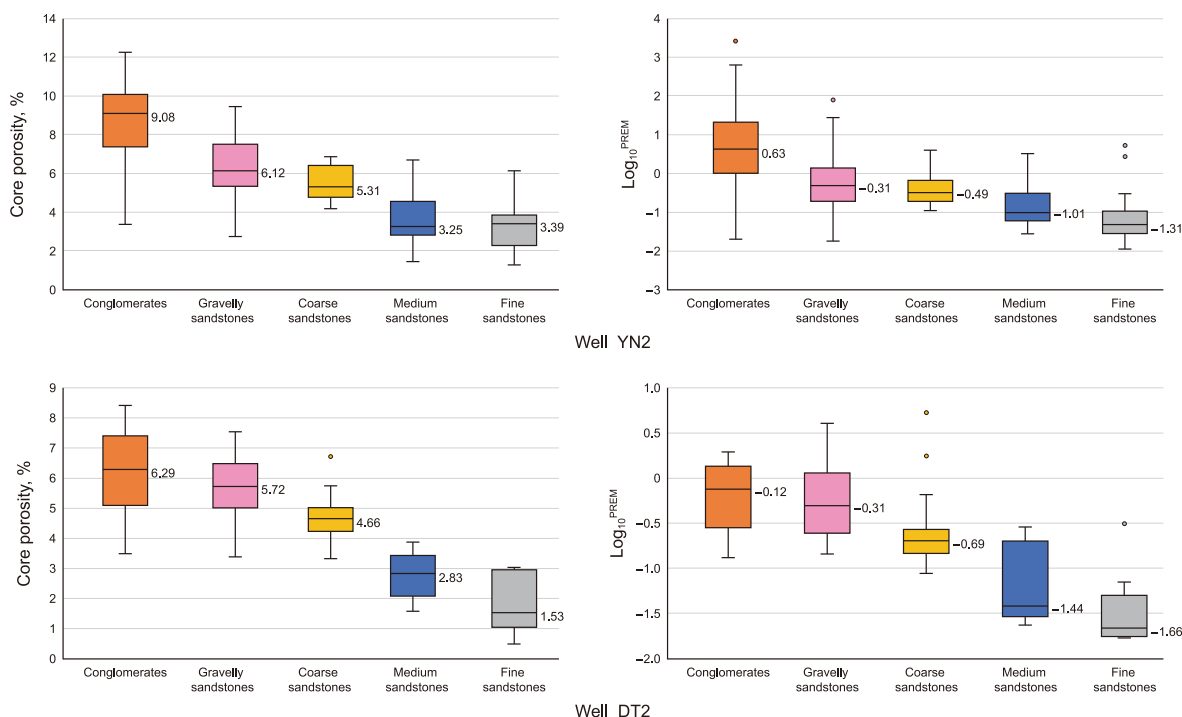 Core porosity, %
14
12
10
8
6
4
2
0
9.08
6.12
5.31
3.25
3.39
Conglomerates
Gravelly
sandstones
Coarse
sandstones
Medium
sandstones
Fine
sandstones
Log₁₀ᴾᴿᴱᴹ
4
3
2
1
0
−1
−2
−3
0.63
−0.31
−0.49
−1.01
−1.31
Conglomerates
Gravelly
sandstones
Coarse
sandstones
Medium
sandstones
Fine
sandstones
Well YN2
Core porosity, %
9
8
7
6
5
4
3
2
1
0
6.29
5.72
4.66
2.83
1.53
Conglomerates
Gravelly
sandstones
Coarse
sandstones
Medium
sandstones
Fine
sandstones
Log₁₀ᴾᴿᴱᴹ
1.0
0.5
0
−0.5
−1.0
−1.5
−2.0
−0.12
−0.31
−0.69
−1.44
−1.66
Conglomerates
Gravelly
sandstones
Coarse
sandstones
Medium
sandstones
Fine
sandstones
Well DT2